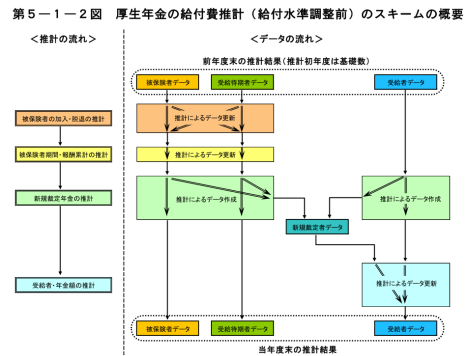 第5－1－2図　厚生年金の給付費推計（給付水準調整前）のスキームの概要
＜推計の流れ＞
＜データの流れ＞
前年度末の推計結果（推計初年度は基礎数）
被保険者データ
受給待期者データ
受給者データ
被保険者の加入・脱退の推計
推計によるデータ更新
被保険者期間・報酬累計の推計
推計によるデータ更新
新規裁定年金の推計
推計によるデータ作成
推計によるデータ作成
新規裁定者データ
受給者・年金額の推計
推計によるデータ更新
被保険者データ
受給待期者データ
受給者データ
当年度末の推計結果